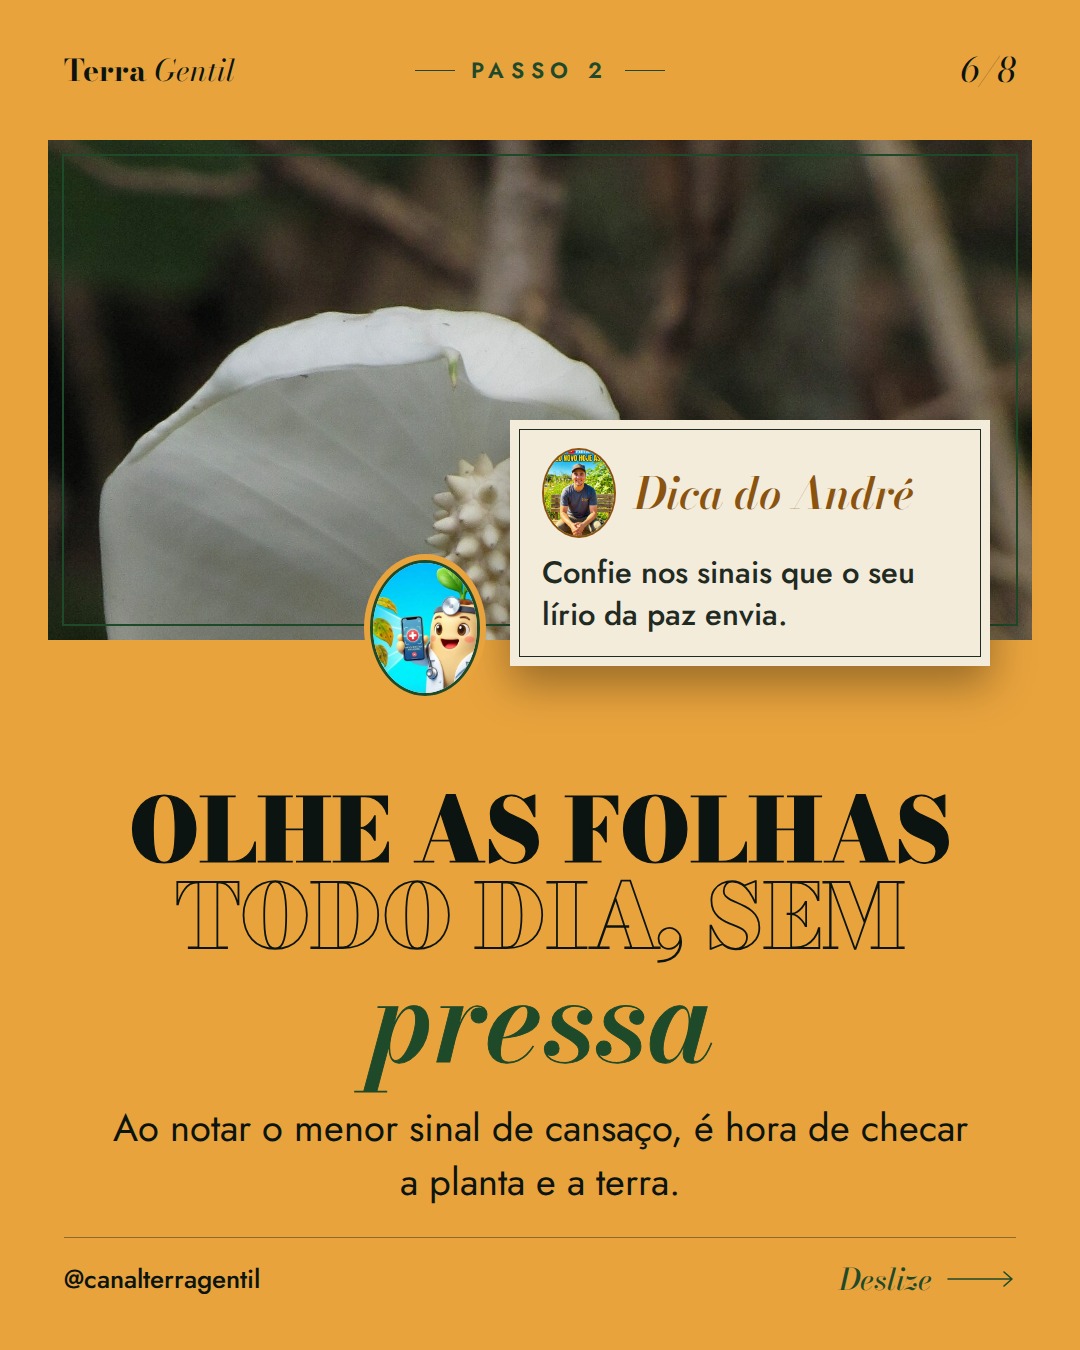 Terra Gentil
PASSO 2
6/8
Dica do André
Confie nos sinais que o seu
lírio da paz envia.
OLHE AS FOLHAS
TODO DIA, SEM
pressa
Ao notar o menor sinal de cansaço, é hora de checar
a planta e a terra.
@canalterragentil
Deslize